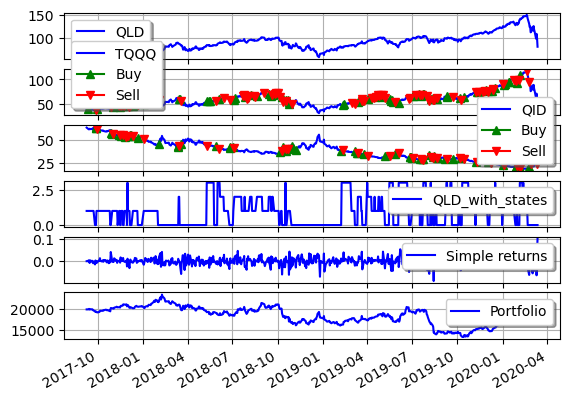 150
QLD
100
TQQQ
Buy
100
Sell
50
QID
Buy
50
Sell
25
2.5
QLD_with_states
0.0
0.1
Simple returns
0.0
Portfolio
20000
15000
2017-10 2018-01 2018-04 2018-07 2018-10 2019-01 2019-04 2019-07 2019-10 2020-01 2020-04